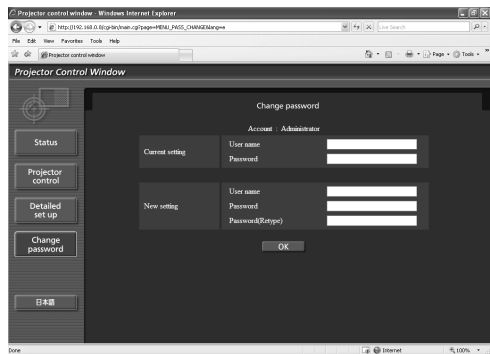 Projector control window - Windows Internet Explorer
http://192.168.0.8/cgi-bin/main.cgi?page=MENU_PASS_CHANGE&lang=e
Live Search
File Edit View Favorites Tools Help
Projector control window
Page Tools
Projector Control Window
Change password
Account : Administrator
Status
Current setting
User name
Password
Projector control
Detailed set up
New setting
User name
Password
Password(Retype)
Change password
OK
日本語
Done
Internet
100%